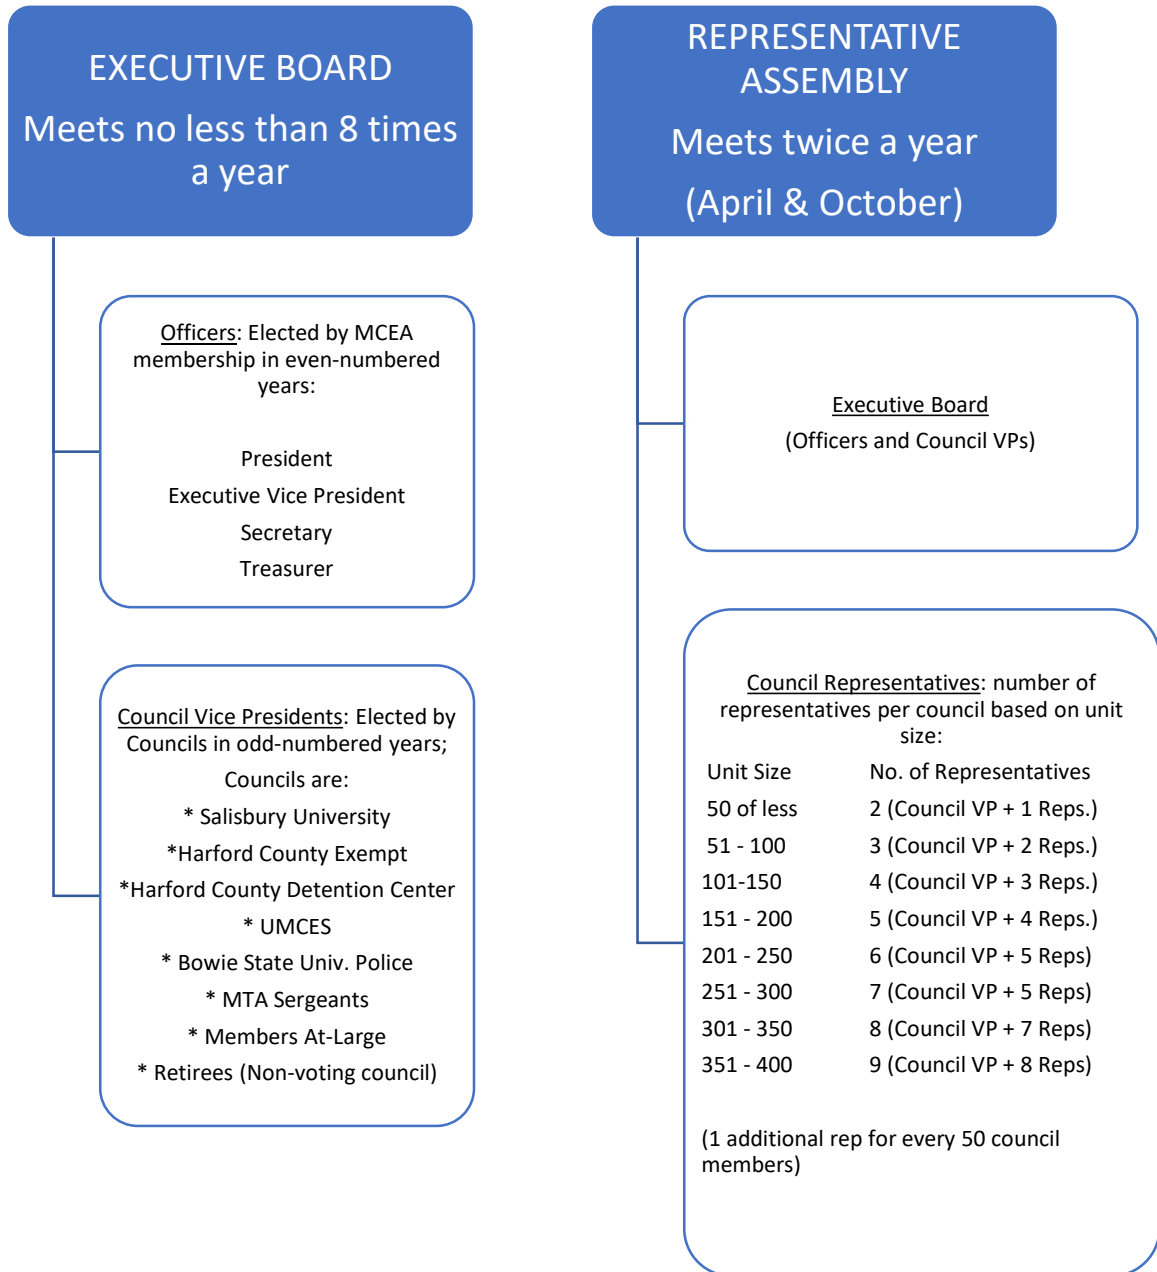 EXECUTIVE BOARD
Meets no less than 8 times
a year
Officers: Elected by MCEA
membership in even-numbered
years:
President
Executive Vice President
Secretary
Treasurer
Council Vice Presidents: Elected by
Councils in odd-numbered years;
Councils are:
* Salisbury University
*Harford County Exempt
*Harford County Detention Center
* UMCES
* Bowie State Univ. Police
* MTA Sergeants
* Members At-Large
* Retirees (Non-voting council)
REPRESENTATIVE
ASSEMBLY
Meets twice a year
(April & October)
Executive Board
(Officers and Council VPs)
Council Representatives: number of
representatives per council based on unit
size:
Unit Size No. of Representatives
50 of less 2 (Council VP + 1 Reps.)
51 - 100 3 (Council VP + 2 Reps.)
101-150 4 (Council VP + 3 Reps.)
151 - 200 5 (Council VP + 4 Reps.)
201 - 250 6 (Council VP + 5 Reps)
251 - 300 7 (Council VP + 5 Reps)
301 - 350 8 (Council VP + 7 Reps)
351 - 400 9 (Council VP + 8 Reps)
(1 additional rep for every 50 council
members)